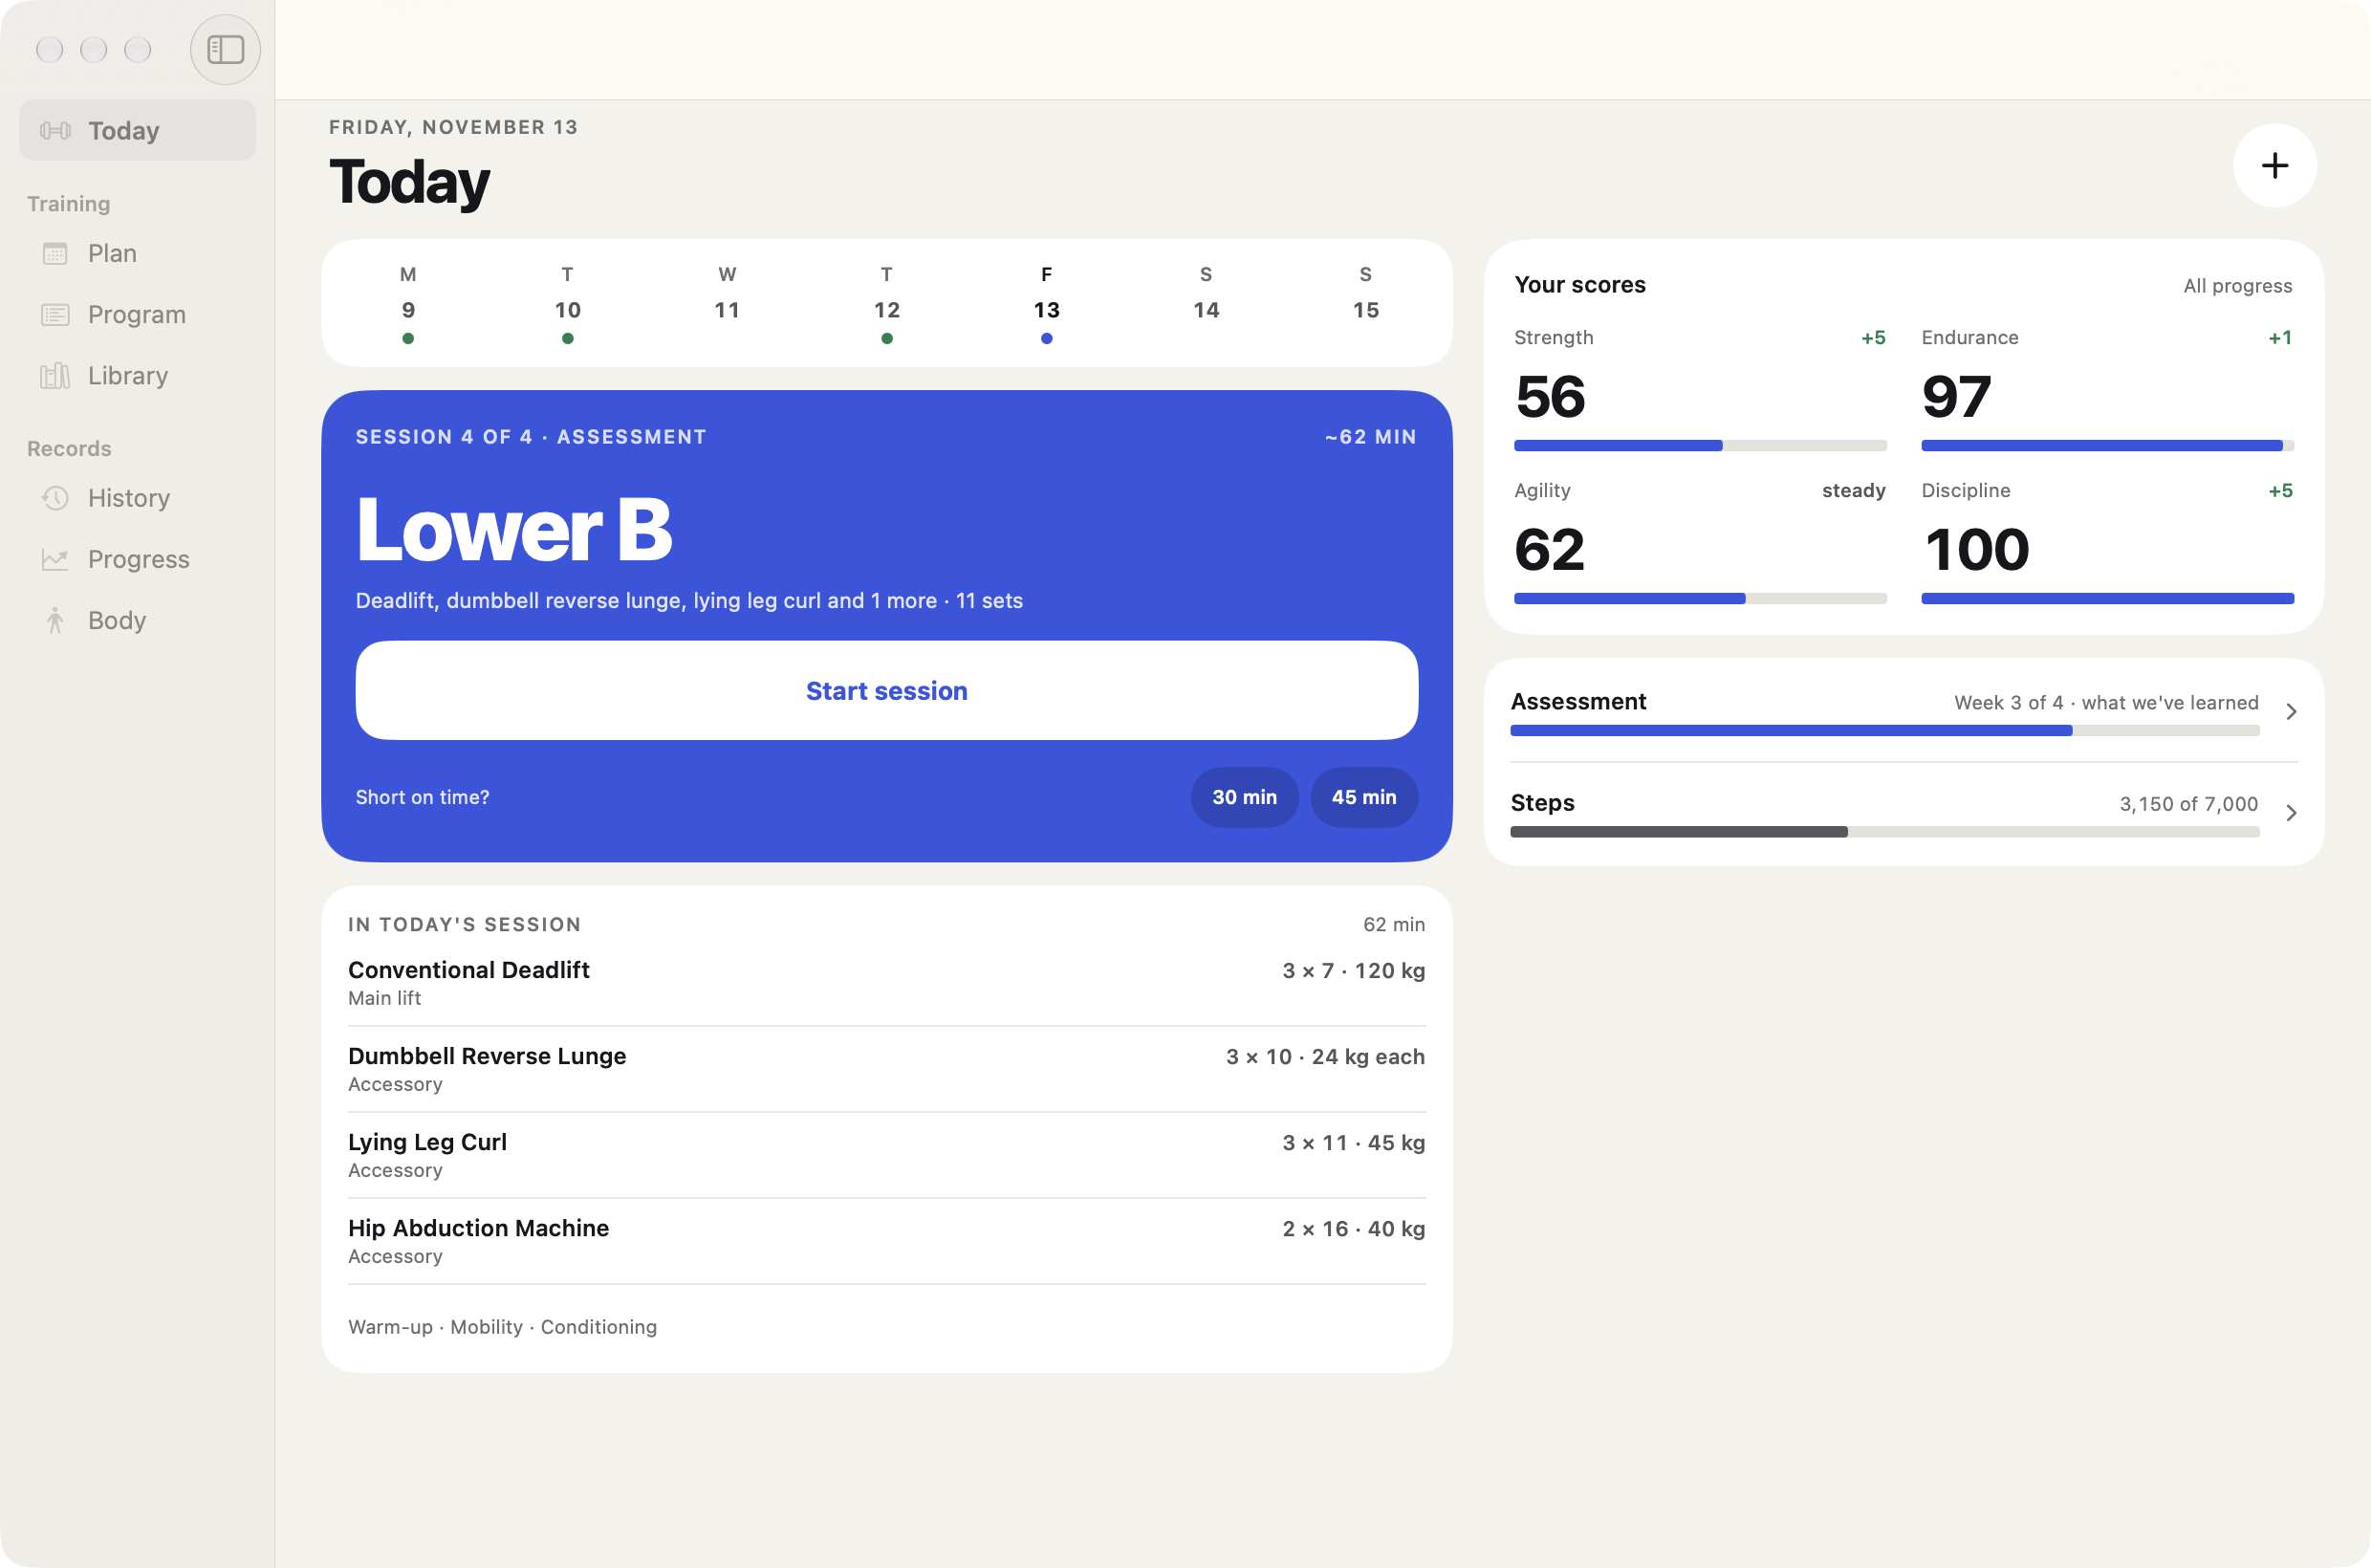 Today
Training
Plan
Program
Library
Records
History
Progress
Body
FRIDAY, NOVEMBER 13
Today
M T W T F S S
9 10 11 12 13 14 15
SESSION 4 OF 4 · ASSESSMENT ~62 MIN
Lower B
Deadlift, dumbbell reverse lunge, lying leg curl and 1 more · 11 sets
Start session
Short on time? 30 min 45 min
IN TODAY'S SESSION 62 min
Conventional Deadlift 3 × 7 · 120 kg
Main lift
Dumbbell Reverse Lunge 3 × 10 · 24 kg each
Accessory
Lying Leg Curl 3 × 11 · 45 kg
Accessory
Hip Abduction Machine 2 × 16 · 40 kg
Accessory
Warm-up · Mobility · Conditioning
Your scores All progress
Strength +5 Endurance +1
56 97
Agility steady Discipline +5
62 100
Assessment Week 3 of 4 · what we've learned
Steps 3,150 of 7,000